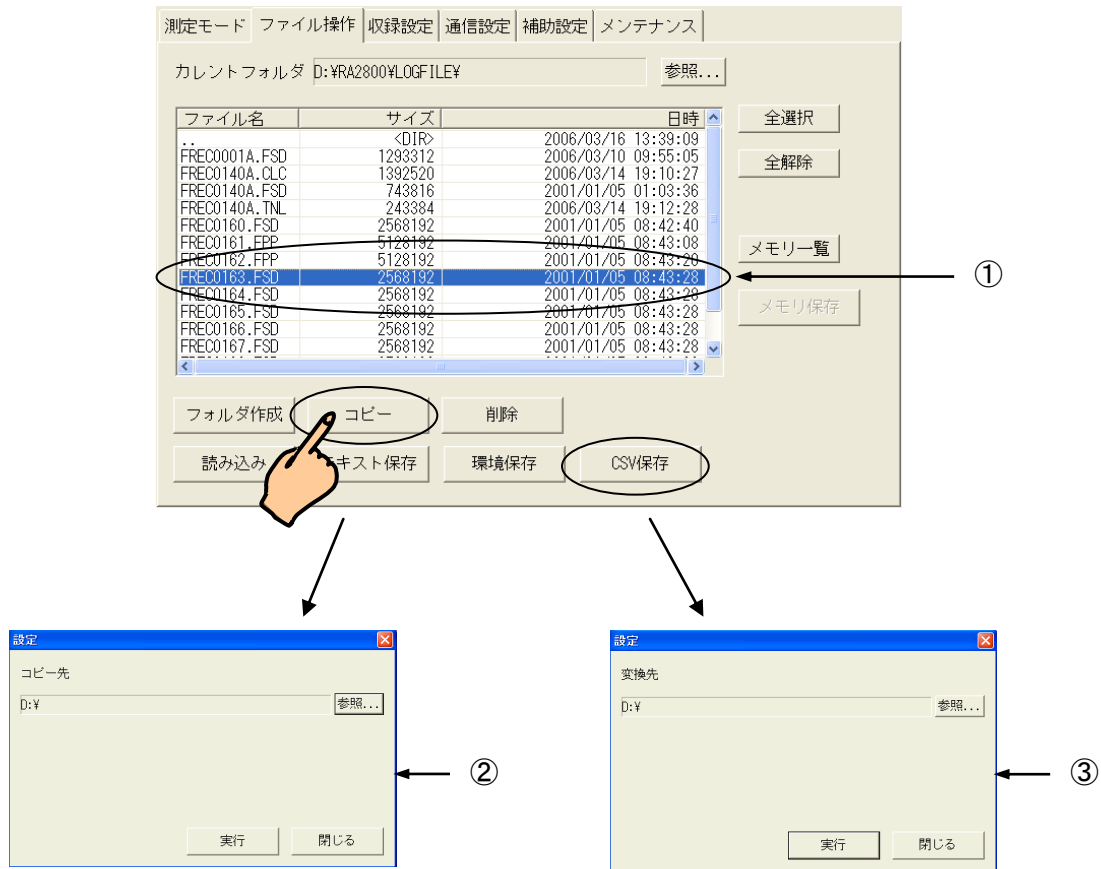 測定モード ファイル操作 収録設定 通信設定 補助設定 メンテナンス
カレントフォルダ D:¥RA2800¥LOGFILE¥ 参照...
ファイル名 サイズ 日時 全選択
.. <DIR> 2006/03/16 13:39:09
FREC0001A.FSD 1293312 2006/03/10 09:55:05
全解除
FREC0140A.CLC 1392520 2006/03/14 19:10:27
FREC0140A.FSD 743816 2001/01/05 01:03:36
FREC0140A.TNL 243384 2006/03/14 19:12:28
FREC0160.FSD 2568192 2001/01/05 08:42:40
FREC0161.FPP 5128192 2001/01/05 08:43:08
メモリ一覧
FREC0162.FPP 5128192 2001/01/05 08:43:20
FREC0163.FSD 2568192 2001/01/05 08:43:28 ①
FREC0164.FSD 2568192 2001/01/05 08:43:28
メモリ保存
FREC0165.FSD 2568192 2001/01/05 08:43:28
FREC0166.FSD 2568192 2001/01/05 08:43:28
FREC0167.FSD 2568192 2001/01/05 08:43:28
フォルダ作成 コピー 削除
読み込み キスト保存 環境保存 CSV保存
設定
コピー先
D:¥ 参照...
②
実行 閉じる
設定
変換先
D:¥ 参照...
③
実行 閉じる